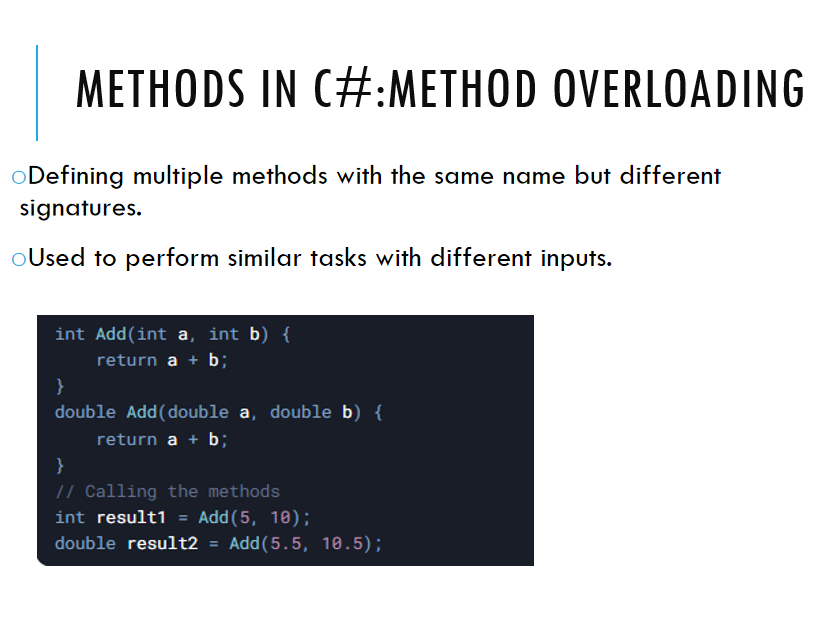 METHODS IN C#:METHOD OVERLOADING
○Defining multiple methods with the same name but different
signatures.
○Used to perform similar tasks with different inputs.
int Add(int a, int b) {
    return a + b;
}
double Add(double a, double b) {
    return a + b;
}
// Calling the methods
int result1 = Add(5, 10);
double result2 = Add(5.5, 10.5);